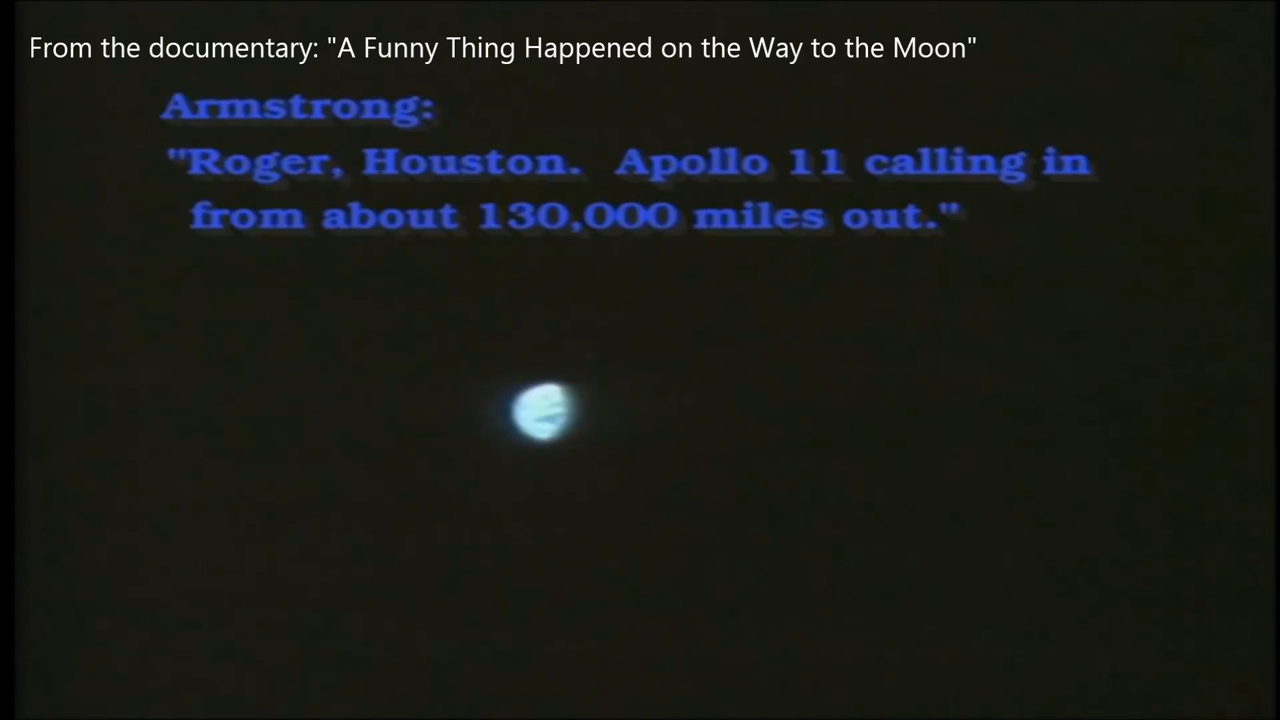 From the documentary: "A Funny Thing Happened on the Way to the Moon"
Armstrong:
"Roger, Houston.  Apollo 11 calling in
from about 130,000 miles out."